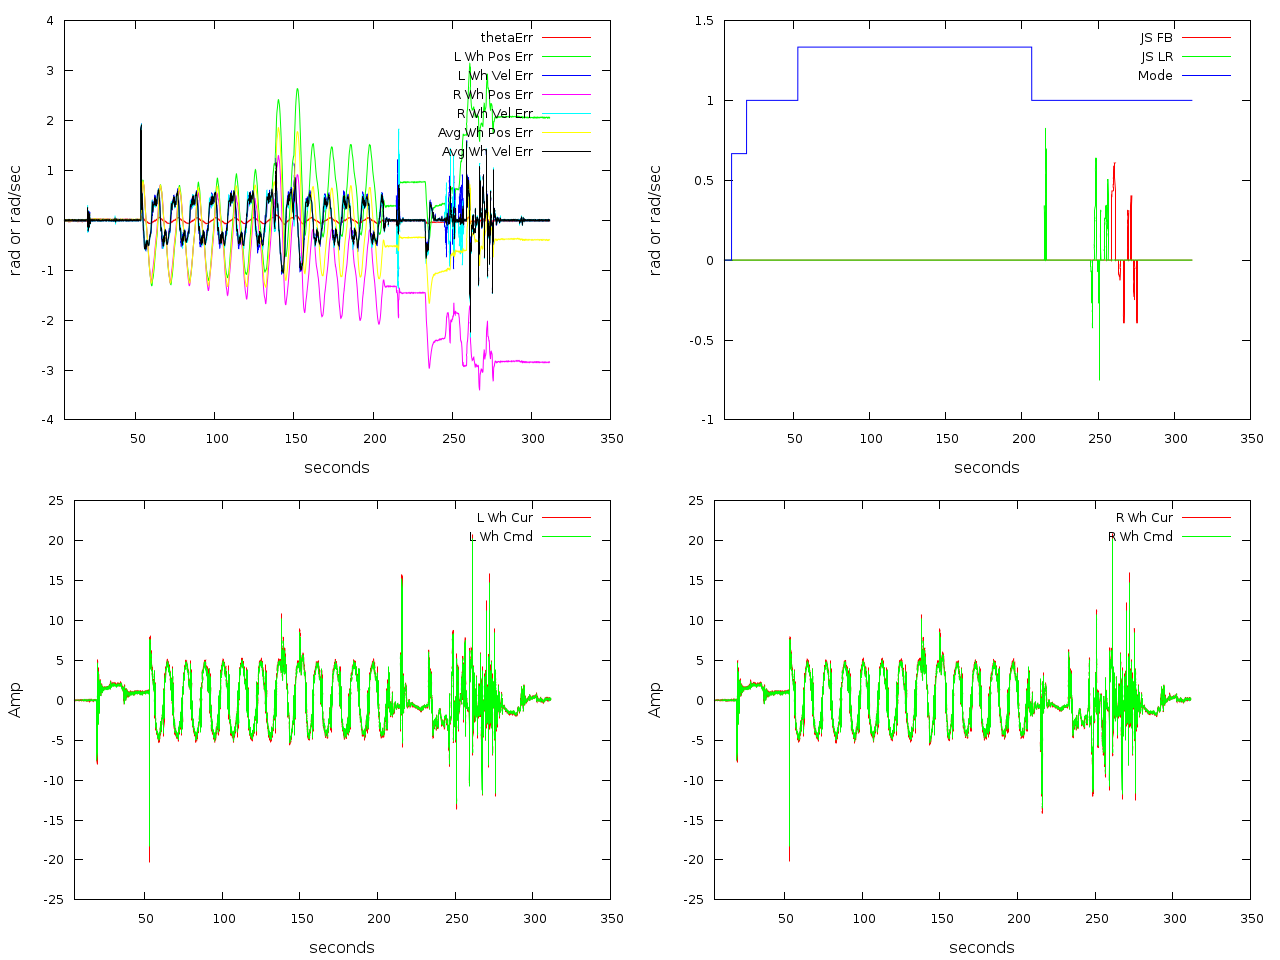 4
3
2
1
0
-1
-2
-3
-4
rad or rad/sec
thetaErr
L Wh Pos Err
L Wh Vel Err
R Wh Pos Err
R Wh Vel Err
Avg Wh Pos Err
Avg Wh Vel Err
50 100 150 200 250 300 350
seconds
1.5
1
0.5
0
-0.5
-1
rad or rad/sec
JS FB
JS LR
Mode
50 100 150 200 250 300 350
seconds
25
20
15
10
5
0
-5
-10
-15
-20
-25
Amp
L Wh Cur
L Wh Cmd
50 100 150 200 250 300 350
seconds
25
20
15
10
5
0
-5
-10
-15
-20
-25
Amp
R Wh Cur
R Wh Cmd
50 100 150 200 250 300 350
seconds